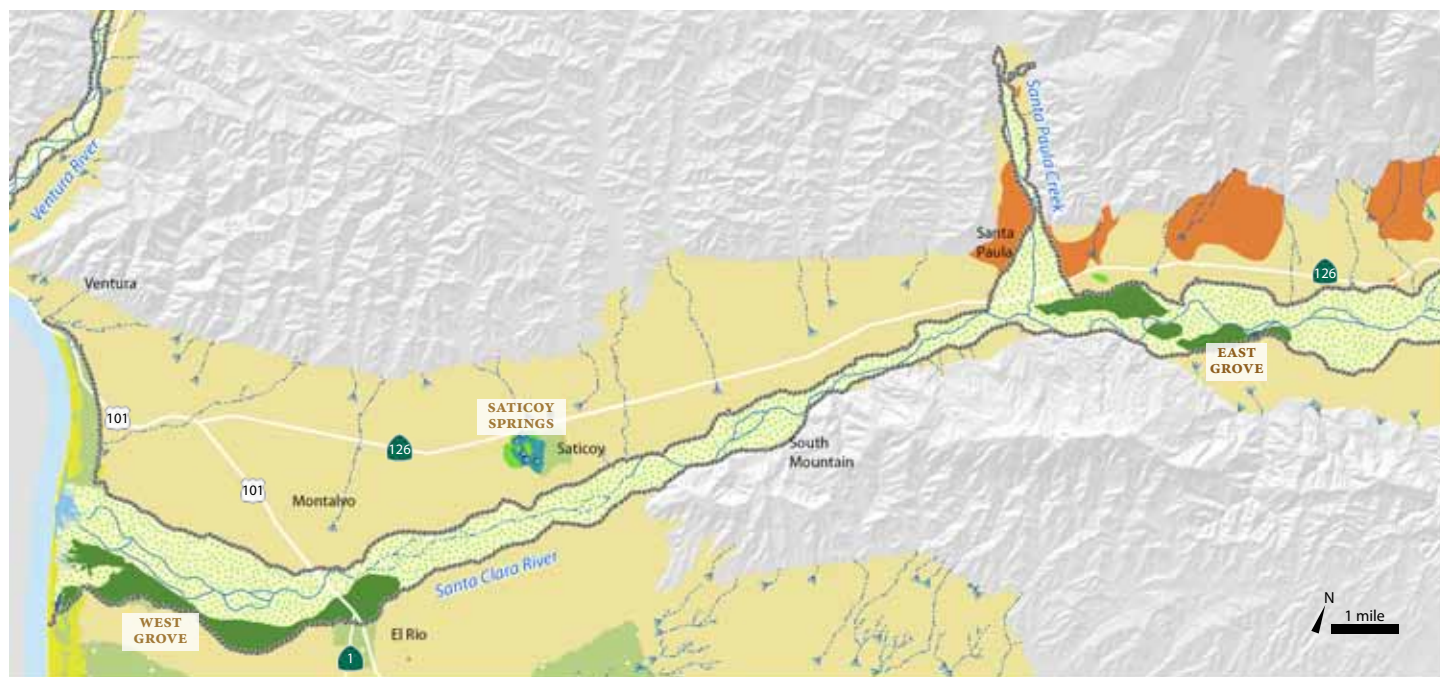 Santa Paula Creek
Ventura River
Santa
Paula
126
Ventura
EAST
GROVE
101
SATICOY
SPRINGS
126
Saticoy
South
Mountain
101
Montalvo
Santa Clara River
N
1 mile
WEST
GROVE
El Rio
1